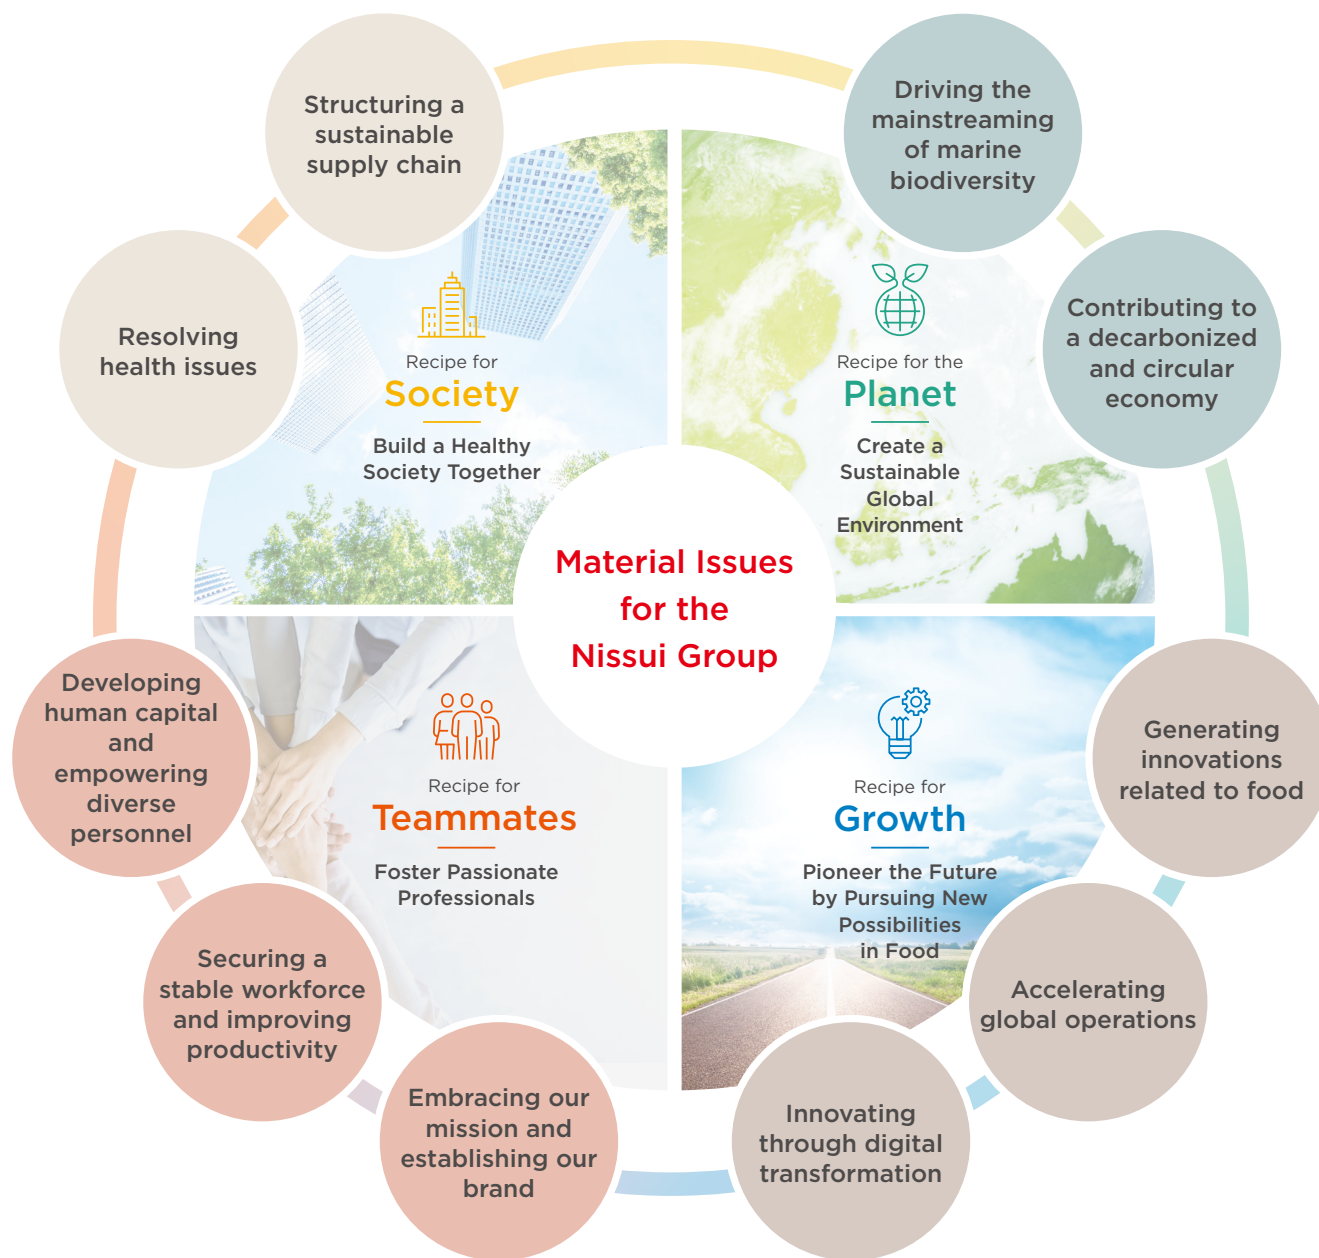 Structuring a
sustainable
supply chain
Driving the
mainstreaming
of marine
biodiversity
Resolving
health issues
Contributing to
a decarbonized
and circular
economy
Recipe for
Society
Build a Healthy
Society Together
Recipe for the
Planet
Create a
Sustainable
Global
Environment
Material Issues
for the
Nissui Group
Developing
human capital
and
empowering
diverse
personnel
Recipe for
Teammates
Foster Passionate
Professionals
Recipe for
Growth
Pioneer the Future
by Pursuing New
Possibilities
in Food
Generating
innovations
related to food
Securing a
stable workforce
and improving
productivity
Accelerating
global operations
Embracing our
mission and
establishing our
brand
Innovating
through digital
transformation